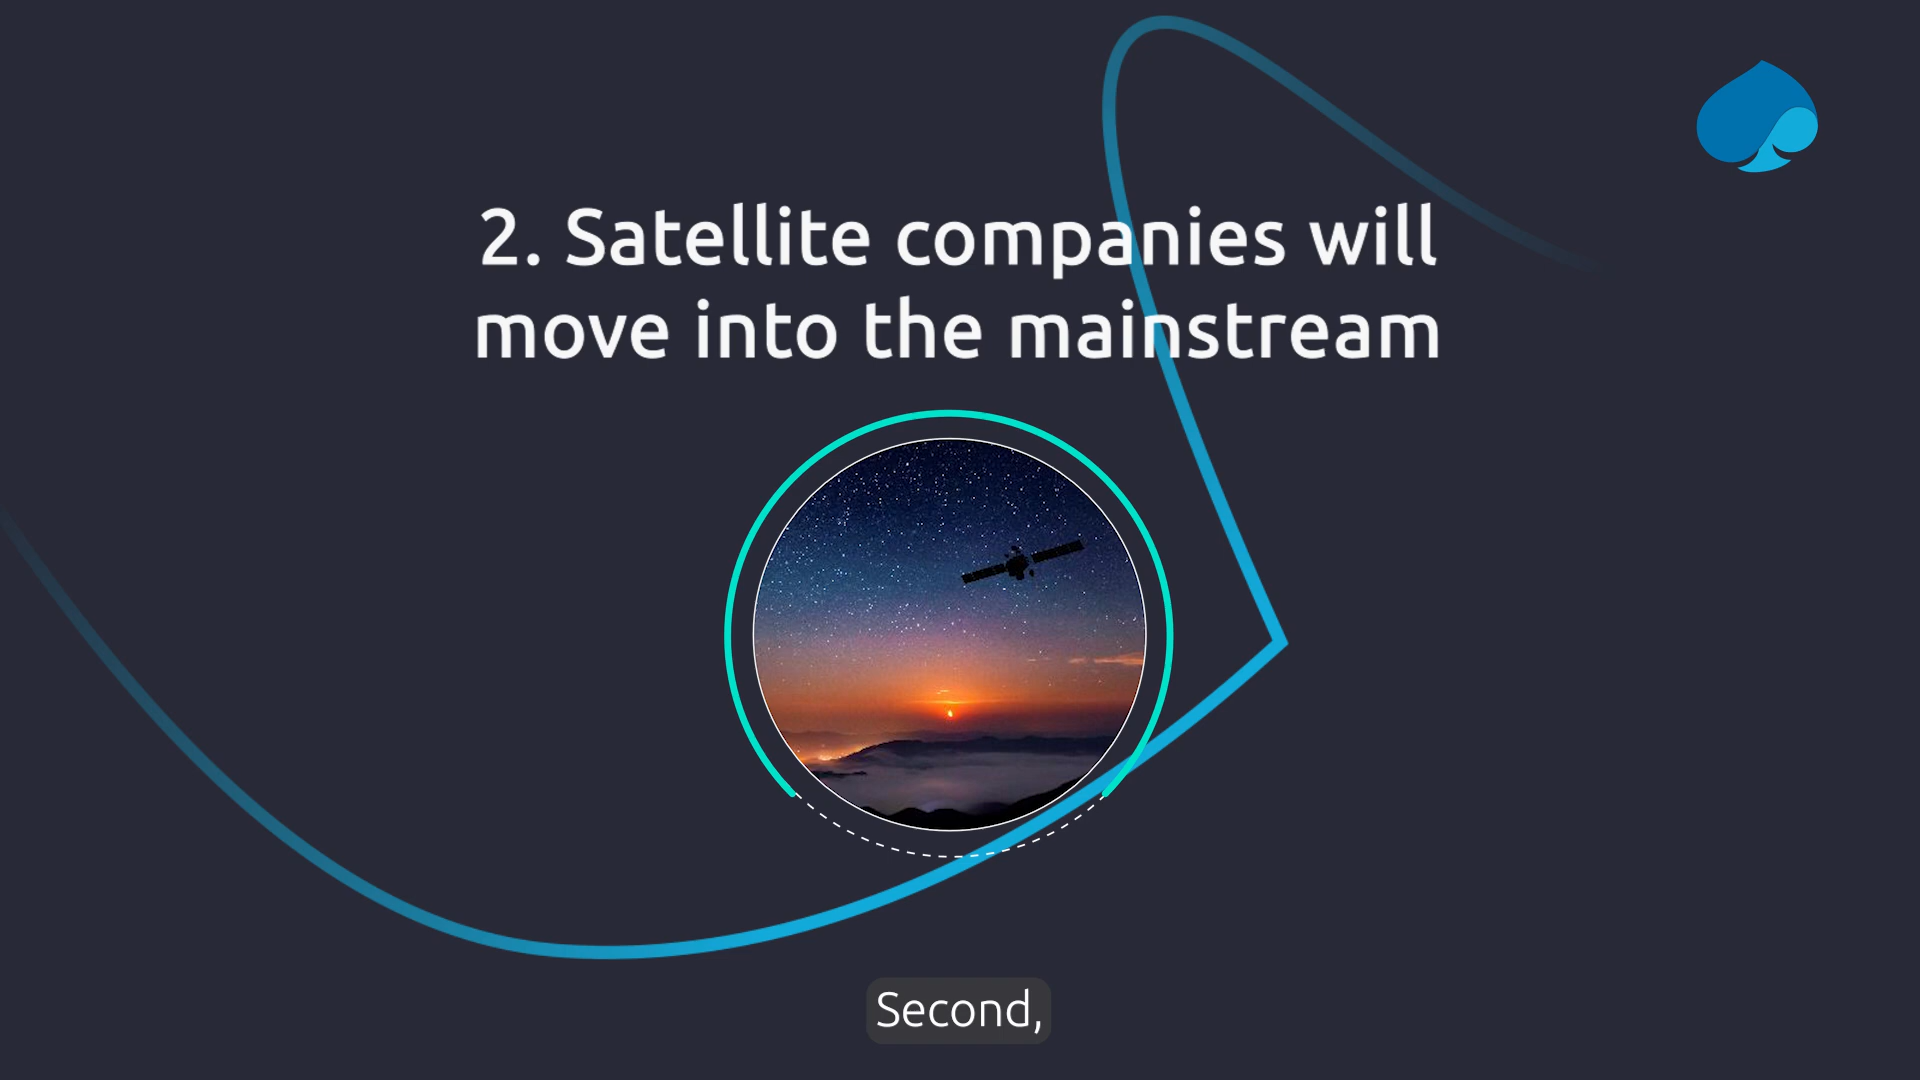 2. Satellite companies will
move into the mainstream
Second,